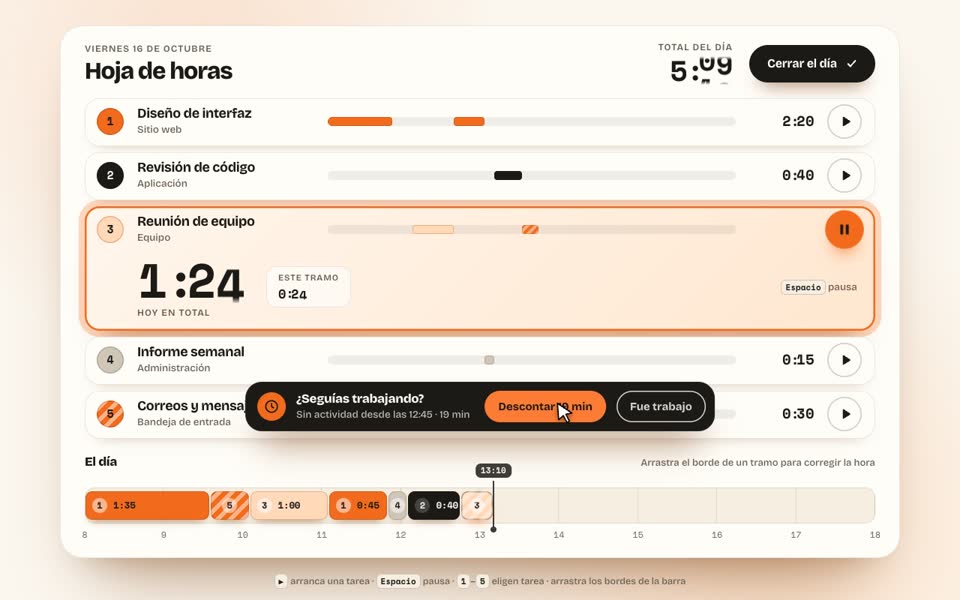 VIERNES 16 DE OCTUBRE
Hoja de horas
TOTAL DEL DÍA
Cerrar el día
1
Diseño de interfaz
Sitio web
2:20
2
Revisión de código
Aplicación
0:40
3
Reunión de equipo
Equipo
1:24
HOY EN TOTAL
ESTE TRAMO
0:24
Espacio pausa
4
Informe semanal
Administración
0:15
5
Correos y
Bandeja de entrada
0:30
¿Seguías trabajando?
Sin actividad desde las 12:45 · 19 min
Descontar min
Fue trabajo
El día
Arrastra el borde de un tramo para corregir la hora
13:10
1 1:35
5
3 1:00
1 0:45
4
2 0:40
3
8 9 10 11 12 13 14 15 16 17 18
▶ arranca una tarea · Espacio pausa · 1 – 5 eligen tarea · arrastra los bordes de la barra